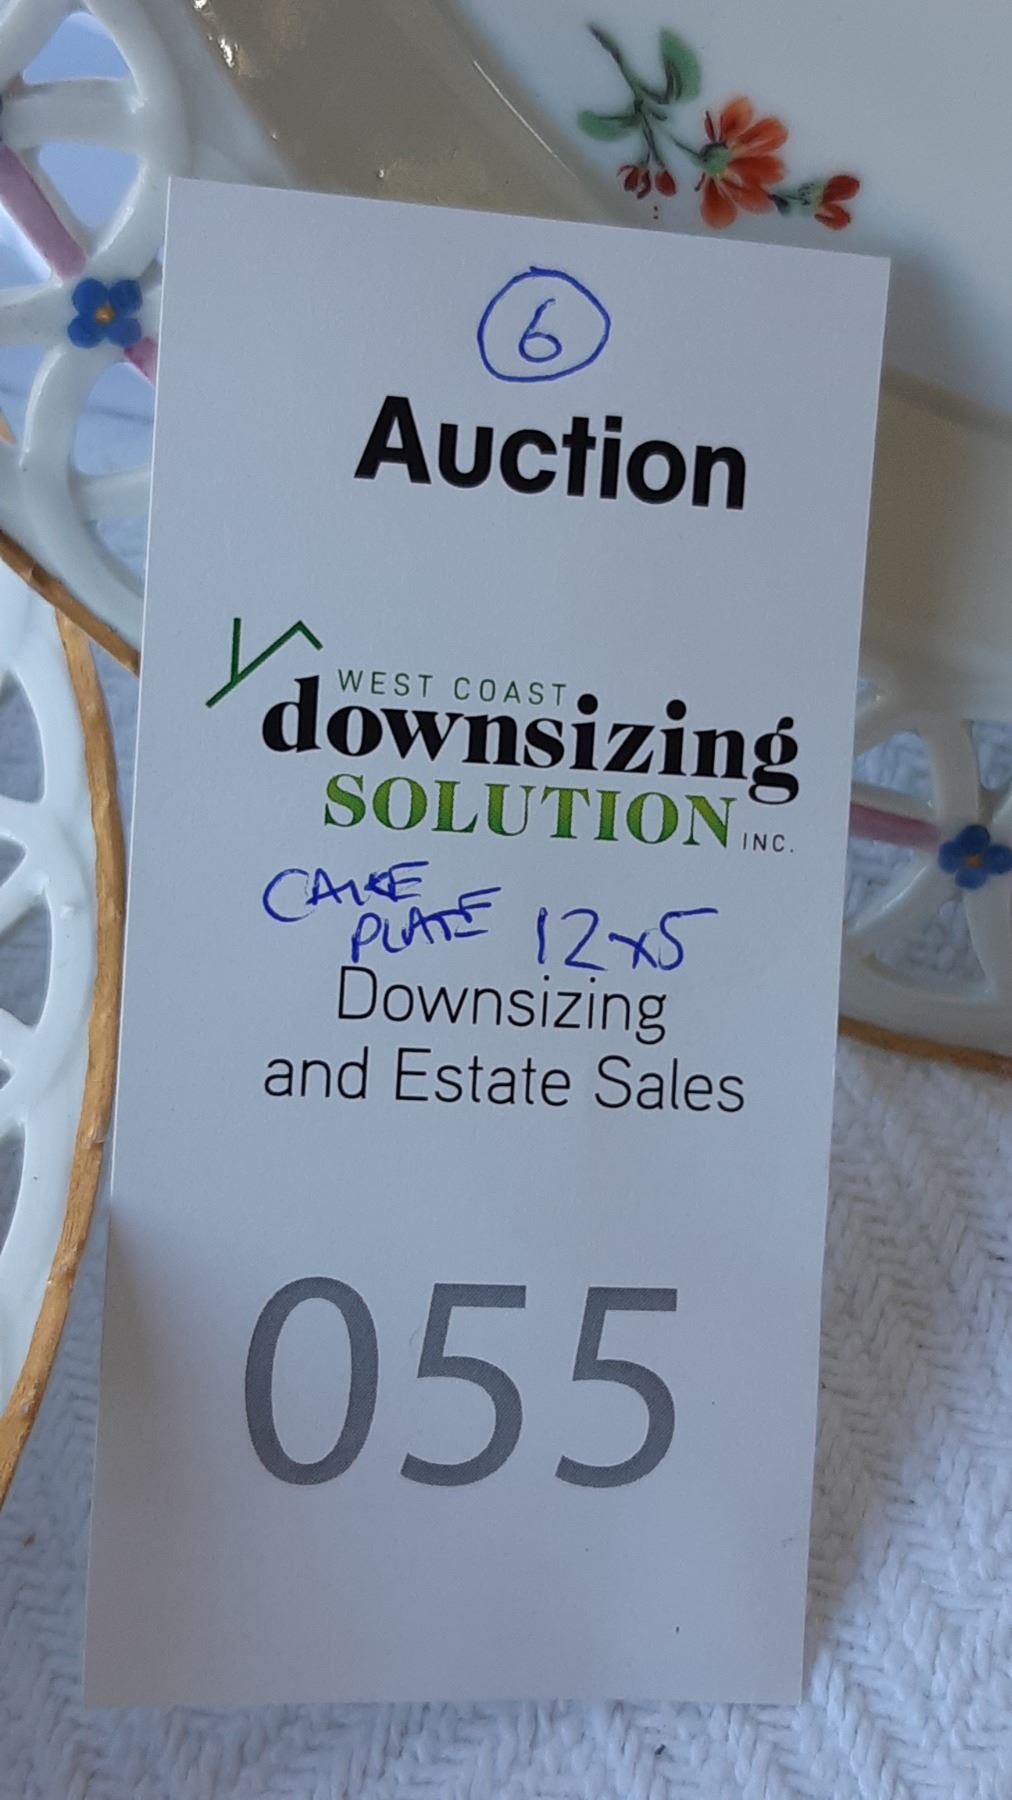 6
Auction
WEST COAST
downsizing
SOLUTION INC.
CAKE
PLATE 12x5
Downsizing
and Estate Sales
055